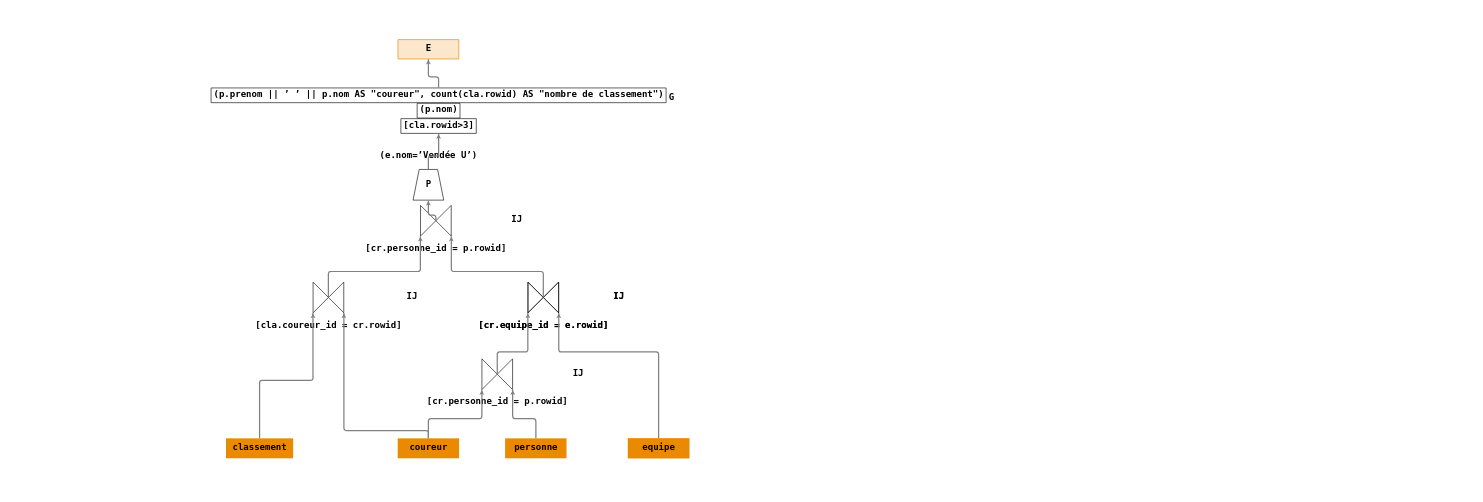 E
(p.prenom || ’ ’ || p.nom AS "coureur", count(cla.rowid) AS "nombre de classement")
G
(p.nom)
[cla.rowid>3]
(e.nom=’Vendée U’)
P
IJ
[cr.personne_id = p.rowid]
IJ
IJ
[cla.coureur_id = cr.rowid]
[cr.equipe_id = e.rowid]
IJ
[cr.personne_id = p.rowid]
classement
coureur
personne
equipe